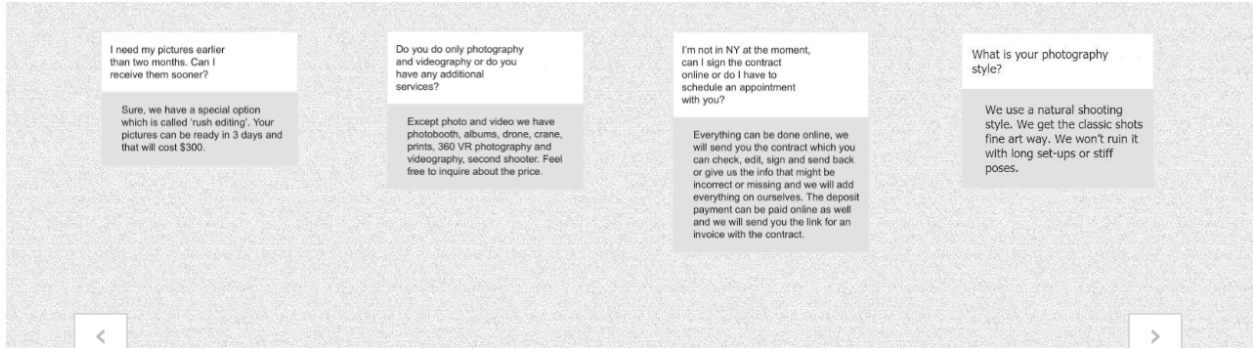 I need my pictures earlier
than two months. Can I
receive them sooner?
Sure, we have a special option
which is called 'rush editing'. Your
pictures can be ready in 3 days and
that will cost $300.
Do you do only photography
and videography or do you
have any additional
services?
Except photo and video we have
photobooth, albums, drone, crane,
prints, 360 VR photography and
videography, second shooter. Feel
free to inquire about the price.
I'm not in NY at the moment,
can I sign the contract
online or do I have to
schedule an appointment
with you?
Everything can be done online, we
will send you the contract which you
can check, edit, sign and send back
or give us the info that might be
incorrect or missing and we will add
everything on ourselves. The deposit
payment can be paid online as well
and we will send you the link for an
invoice with the contract.
What is your photography
style?
We use a natural shooting
style. We get the classic shots
fine art way. We won't ruin it
with long set-ups or stiff
poses.